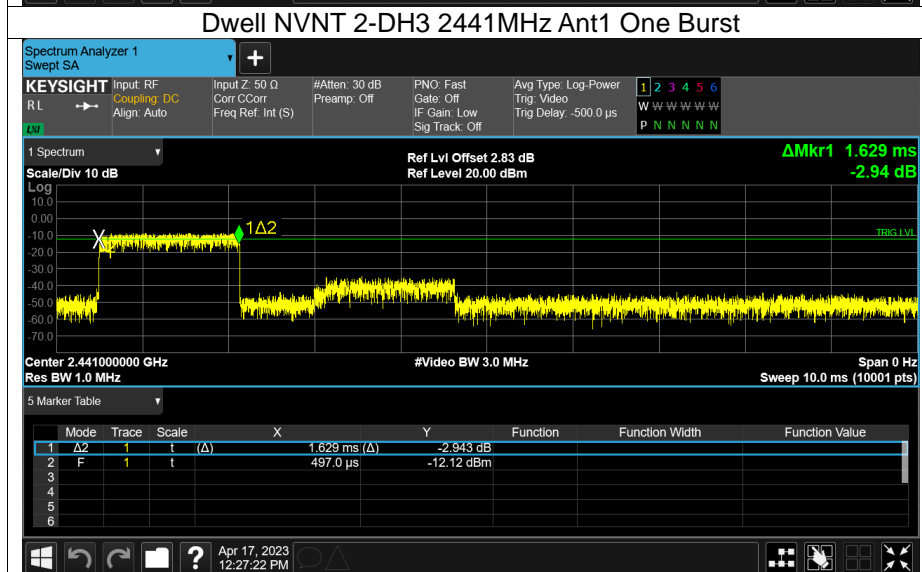 Dwell NVNT 2-DH3 2441MHz Ant1 One Burst
Spectrum Analyzer 1
Swept SA
+
KEYSIGHT Input: RF Input Z: 50 Ω #Atten: 30 dB PNO: Fast Avg Type: Log-Power 1 2 3 4 5 6
R L Coupling: DC Corr CCorr Preamp: Off Gate: Off Trig: Video W W W W W W
Align: Auto Freq Ref: Int (S) IF Gain: Low Trig Delay: -500.0 µs
LXI Sig Track: Off P N N N N N
1 Spectrum Ref Lvl Offset 2.83 dB ΔMkr1 1.629 ms
Scale/Div 10 dB Ref Level 20.00 dBm -2.94 dB
Log
10.0
0.00
1Δ2
-10.0 TRIG LVL
-20.0
-30.0
-40.0
-50.0
-60.0
-70.0
Center 2.441000000 GHz #Video BW 3.0 MHz Span 0 Hz
Res BW 1.0 MHz Sweep 10.0 ms (10001 pts)
5 Marker Table
Mode Trace Scale X Y Function Function Width Function Value
1 Δ2 1 t (Δ) 1.629 ms (Δ) -2.943 dB
2 F 1 t 497.0 µs -12.12 dBm
3
4
5
6
? Apr 17, 2023
12:27:22 PM